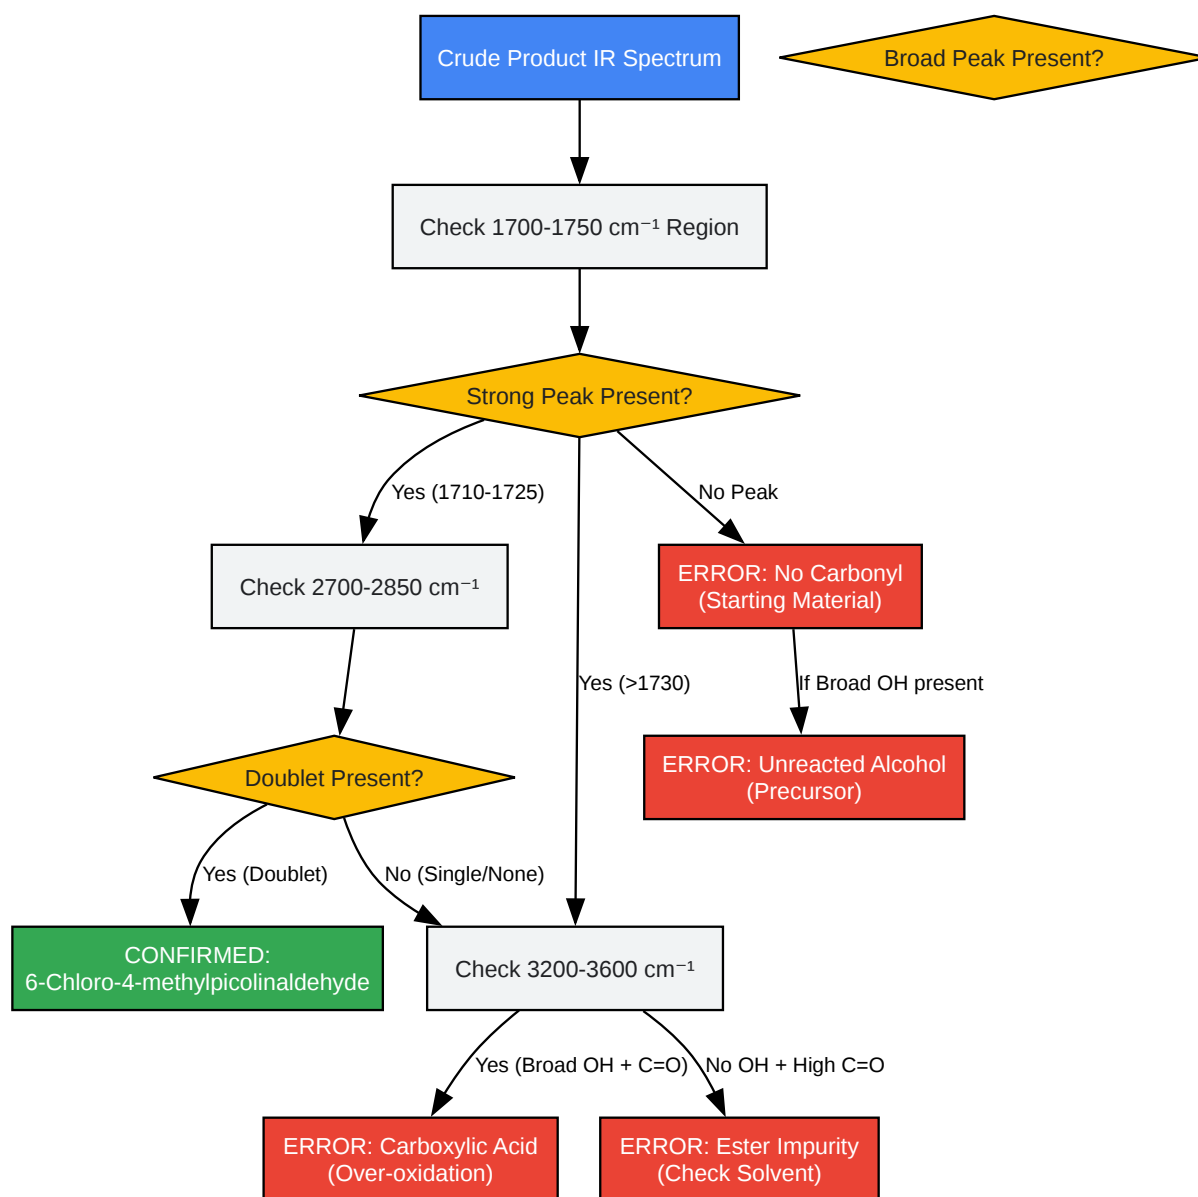 Crude Product IR Spectrum
Broad Peak Present?
Check 1700-1750 cm⁻¹ Region
Strong Peak Present?
Yes (1710-1725)
No Peak
Check 2700-2850 cm⁻¹
ERROR: No Carbonyl
(Starting Material)
Yes (>1730)
If Broad OH present
Doublet Present?
ERROR: Unreacted Alcohol
(Precursor)
Yes (Doublet)
No (Single/None)
CONFIRMED:
6-Chloro-4-methylpicolinaldehyde
Check 3200-3600 cm⁻¹
Yes (Broad OH + C=O)
No OH + High C=O
ERROR: Carboxylic Acid
(Over-oxidation)
ERROR: Ester Impurity
(Check Solvent)